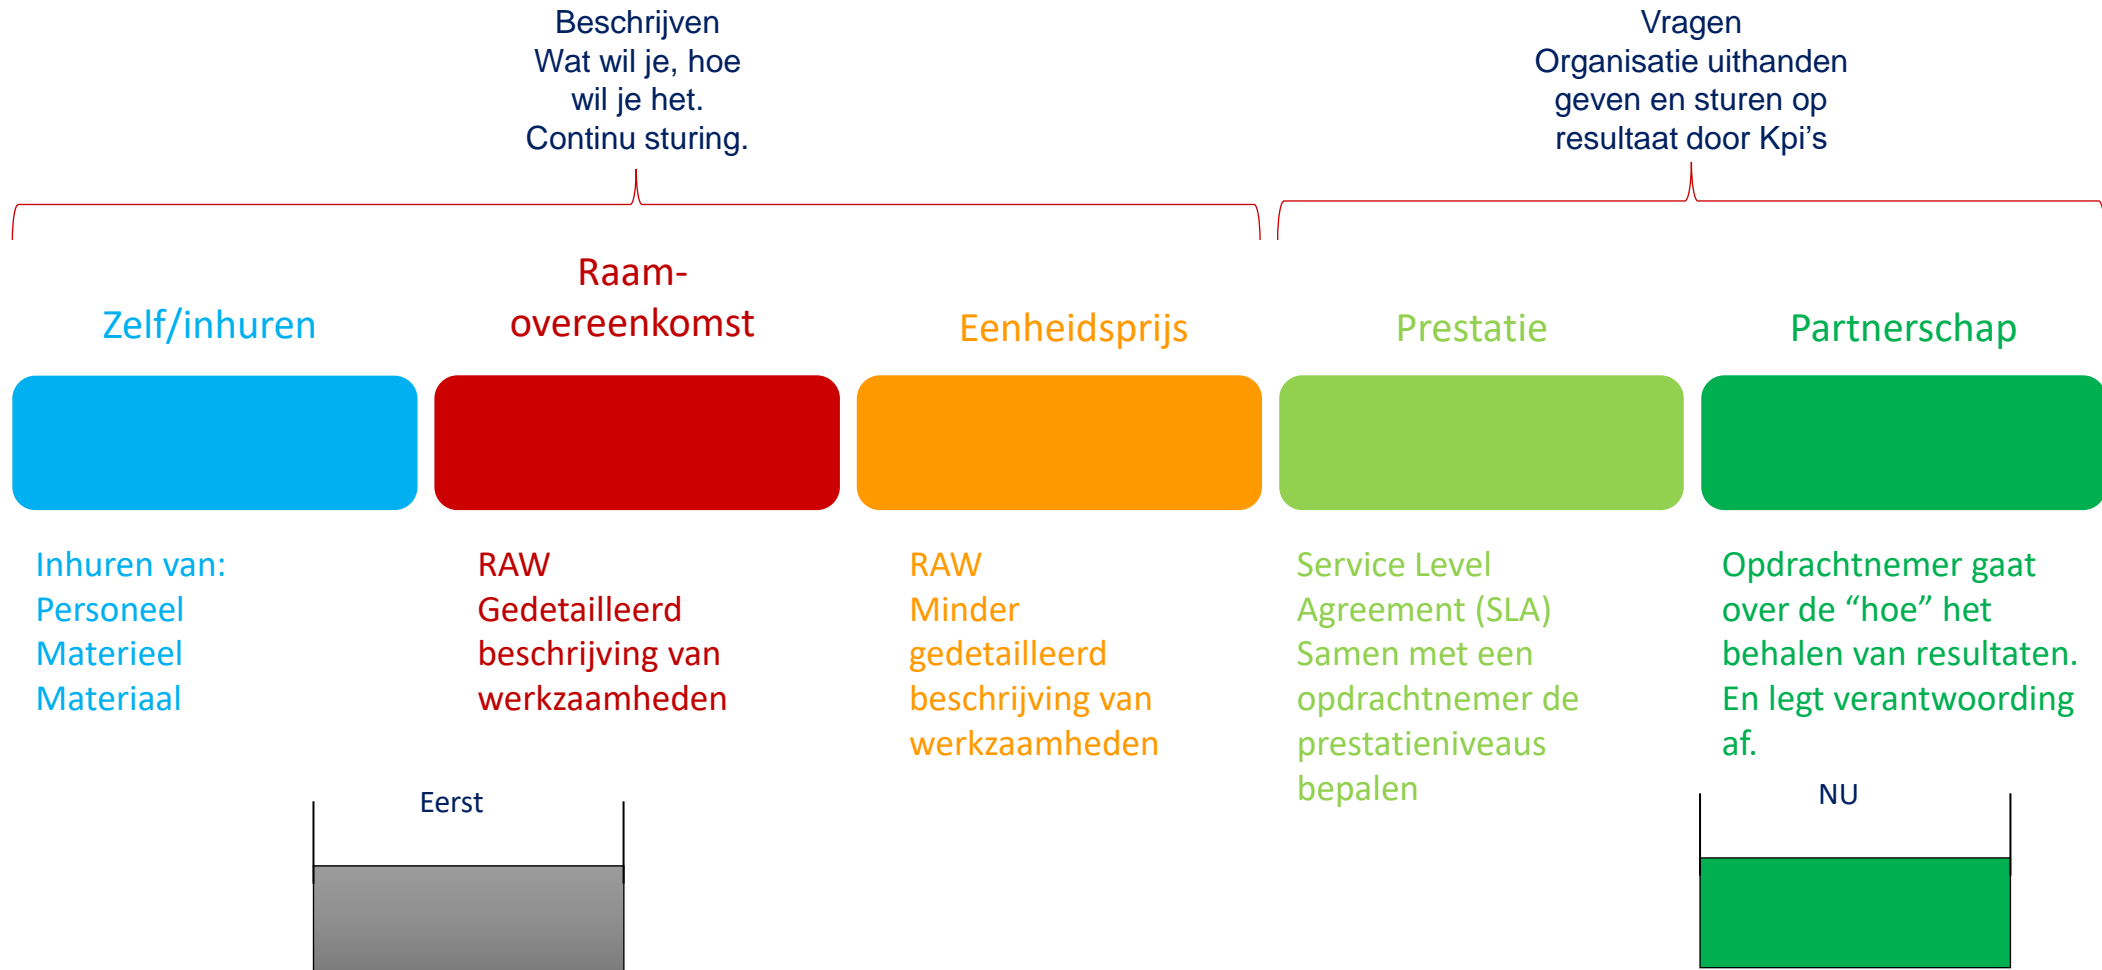 Beschrijven
Wat wil je, hoe
wil je het.
Continu sturing.
Vragen
Organisatie uithanden
geven en sturen op
resultaat door Kpi’s
Zelf/inhuren
Raam-
overeenkomst
Eenheidsprijs
Prestatie
Partnerschap
Inhuren van:
Personeel
Materieel
Materiaal
RAW
Gedetailleerd
beschrijving van
werkzaamheden
RAW
Minder
gedetailleerd
beschrijving van
werkzaamheden
Service Level
Agreement (SLA)
Samen met een
opdrachtnemer de
prestatieniveaus
bepalen
Opdrachtnemer gaat
over de “hoe” het
behalen van resultaten.
En legt verantwoording
af.
Eerst
NU